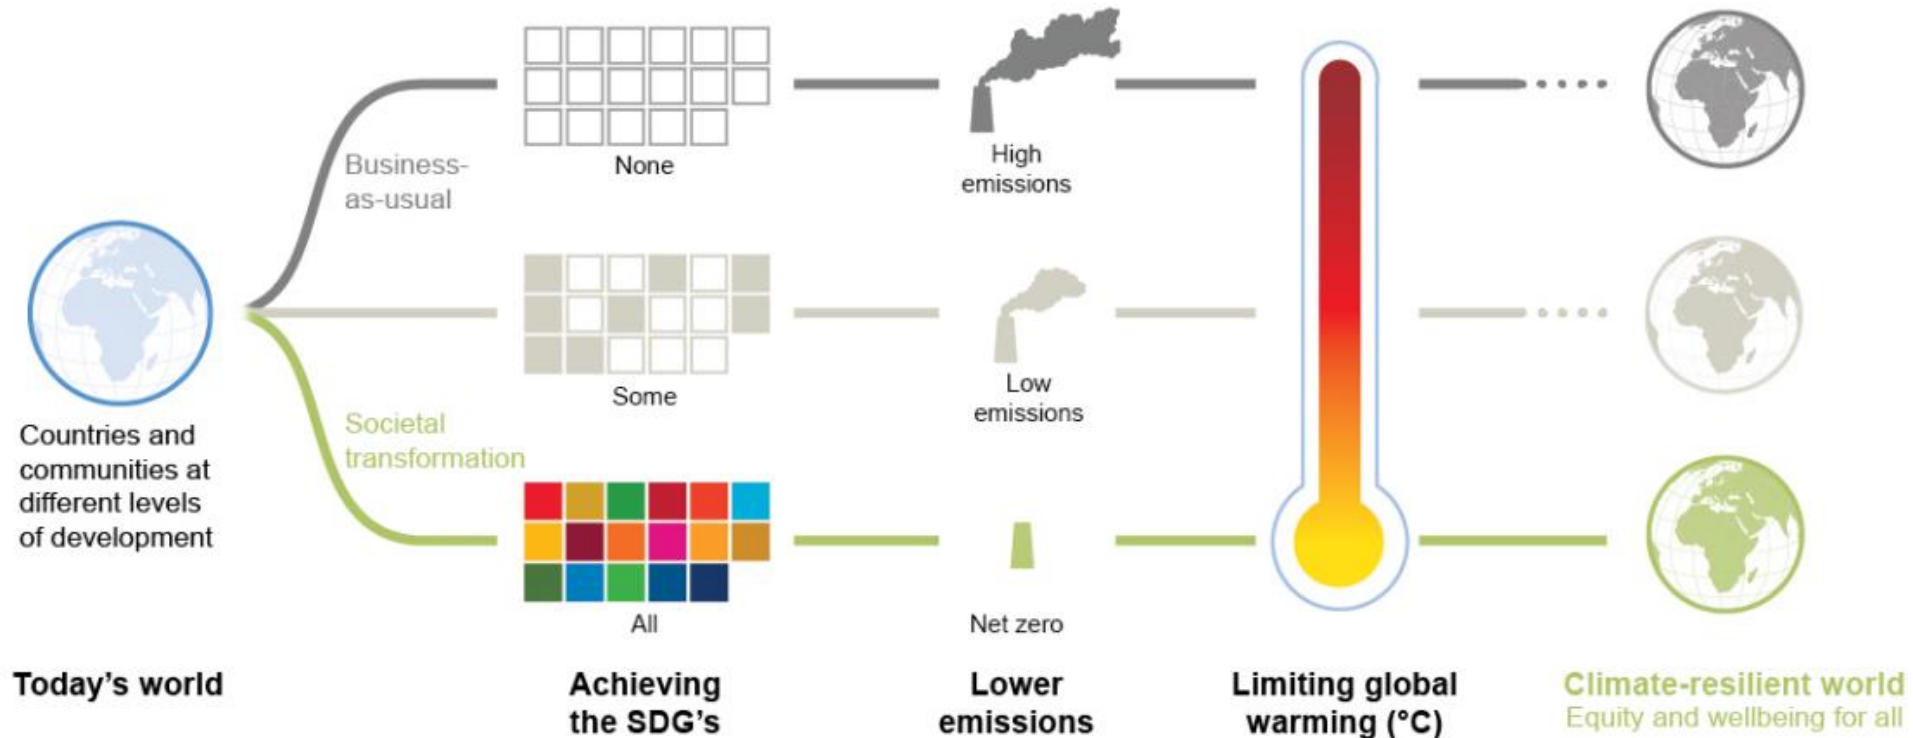 Business-
as-usual
None
High
emissions
Some
Low
emissions
Countries and
communities at
different levels
of development
Societal
transformation
All
Net zero
Today's world
Achieving
the SDG's
Lower
emissions
Limiting global
warming (°C)
Climate-resilient world
Equity and wellbeing for all